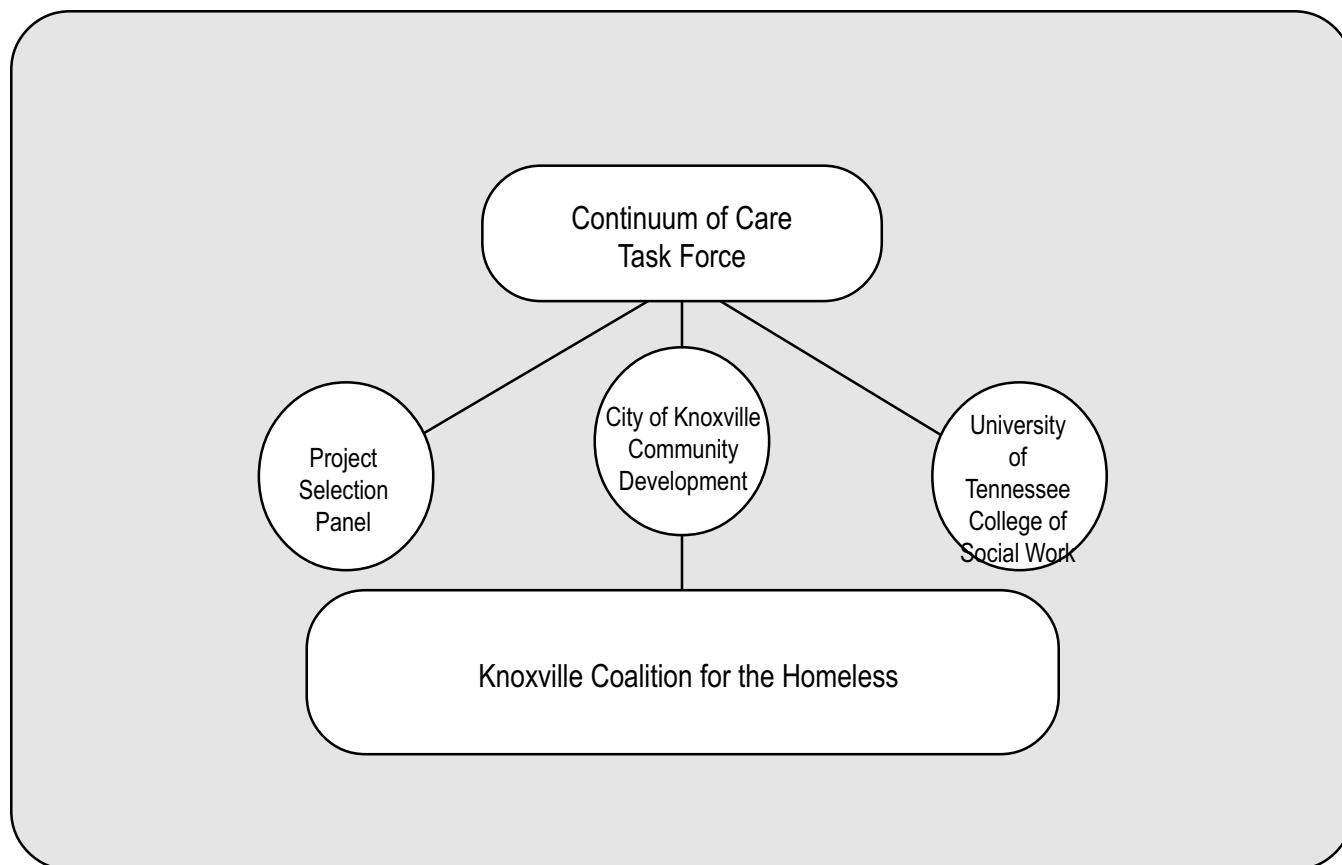 Continuum of Care
Task Force
Project
Selection
Panel
City of Knoxville
Community
Development
University
of
Tennessee
College of
Social Work
Knoxville Coalition for the Homeless